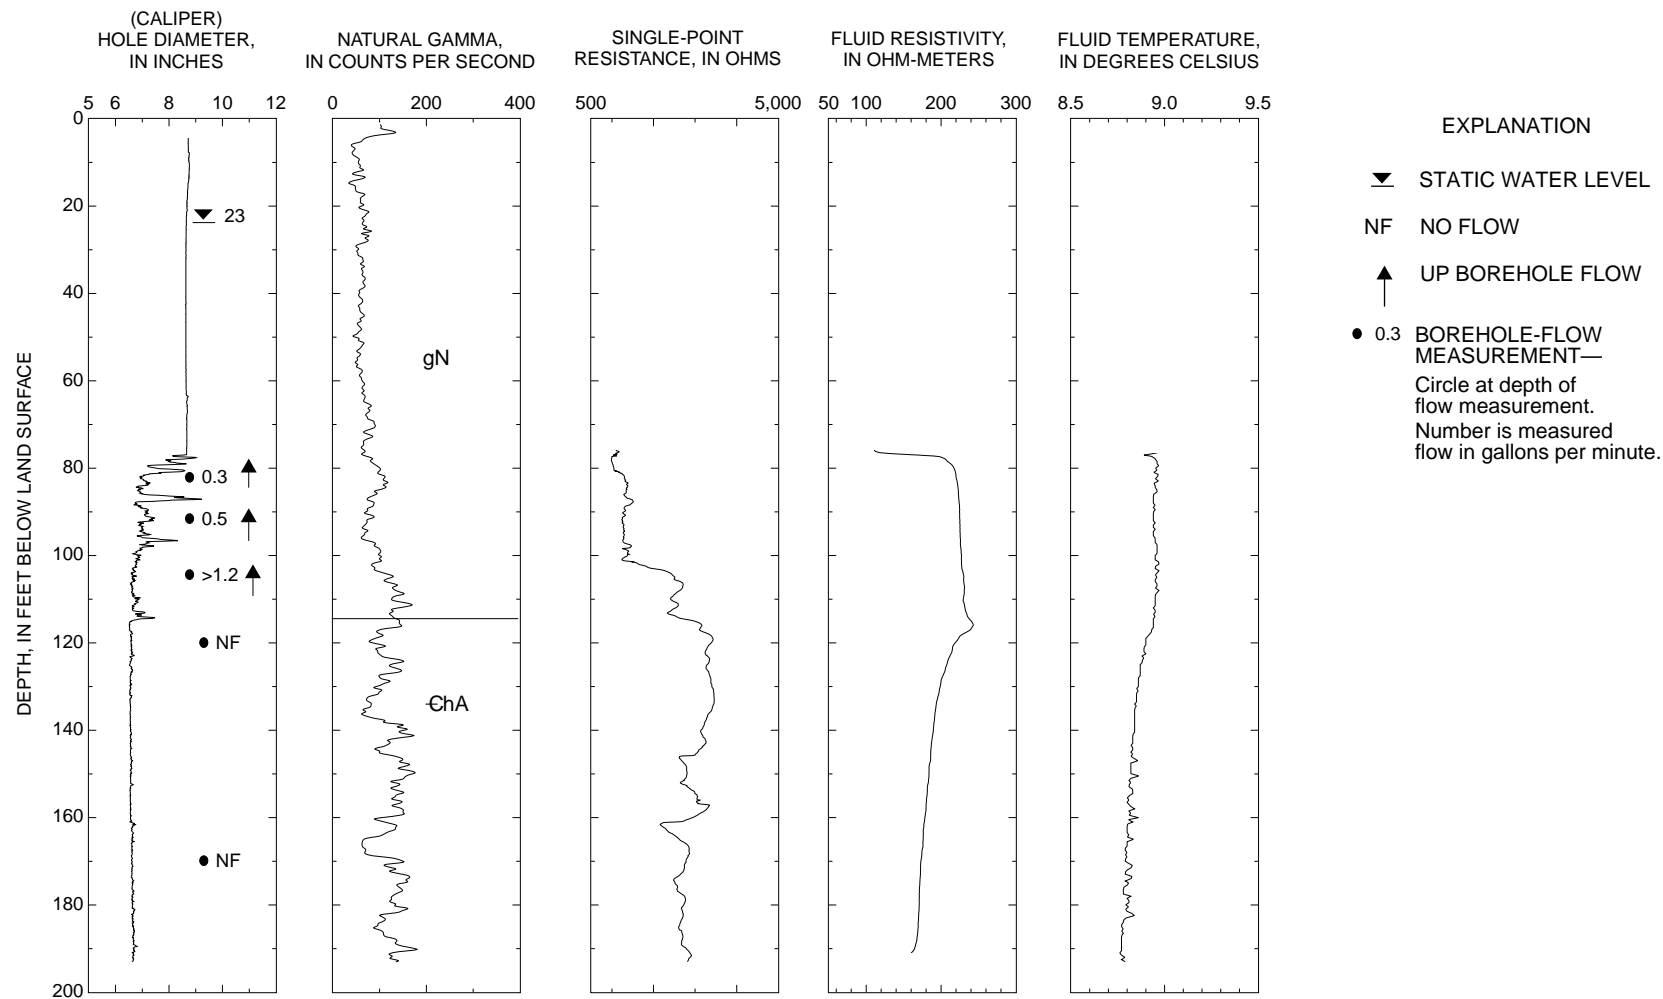 (CALIPER)
HOLE DIAMETER,
IN INCHES
NATURAL GAMMA,
IN COUNTS PER SECOND
SINGLE-POINT
RESISTANCE, IN OHMS
FLUID RESISTIVITY,
IN OHM-METERS
FLUID TEMPERATURE,
IN DEGREES CELSIUS
5 6 8 10 12
0 200 400
500 5,000
50 100 200 300
8.5 9.0 9.5
DEPTH, IN FEET BELOW LAND SURFACE
0
20
40
60
80
100
120
140
160
180
200
23
0.3
0.5
>1.2
NF
NF
gN
ЄhA
EXPLANATION
STATIC WATER LEVEL
NF NO FLOW
UP BOREHOLE FLOW
0.3 BOREHOLE-FLOW
MEASUREMENT—
Circle at depth of
flow measurement.
Number is measured
flow in gallons per minute.